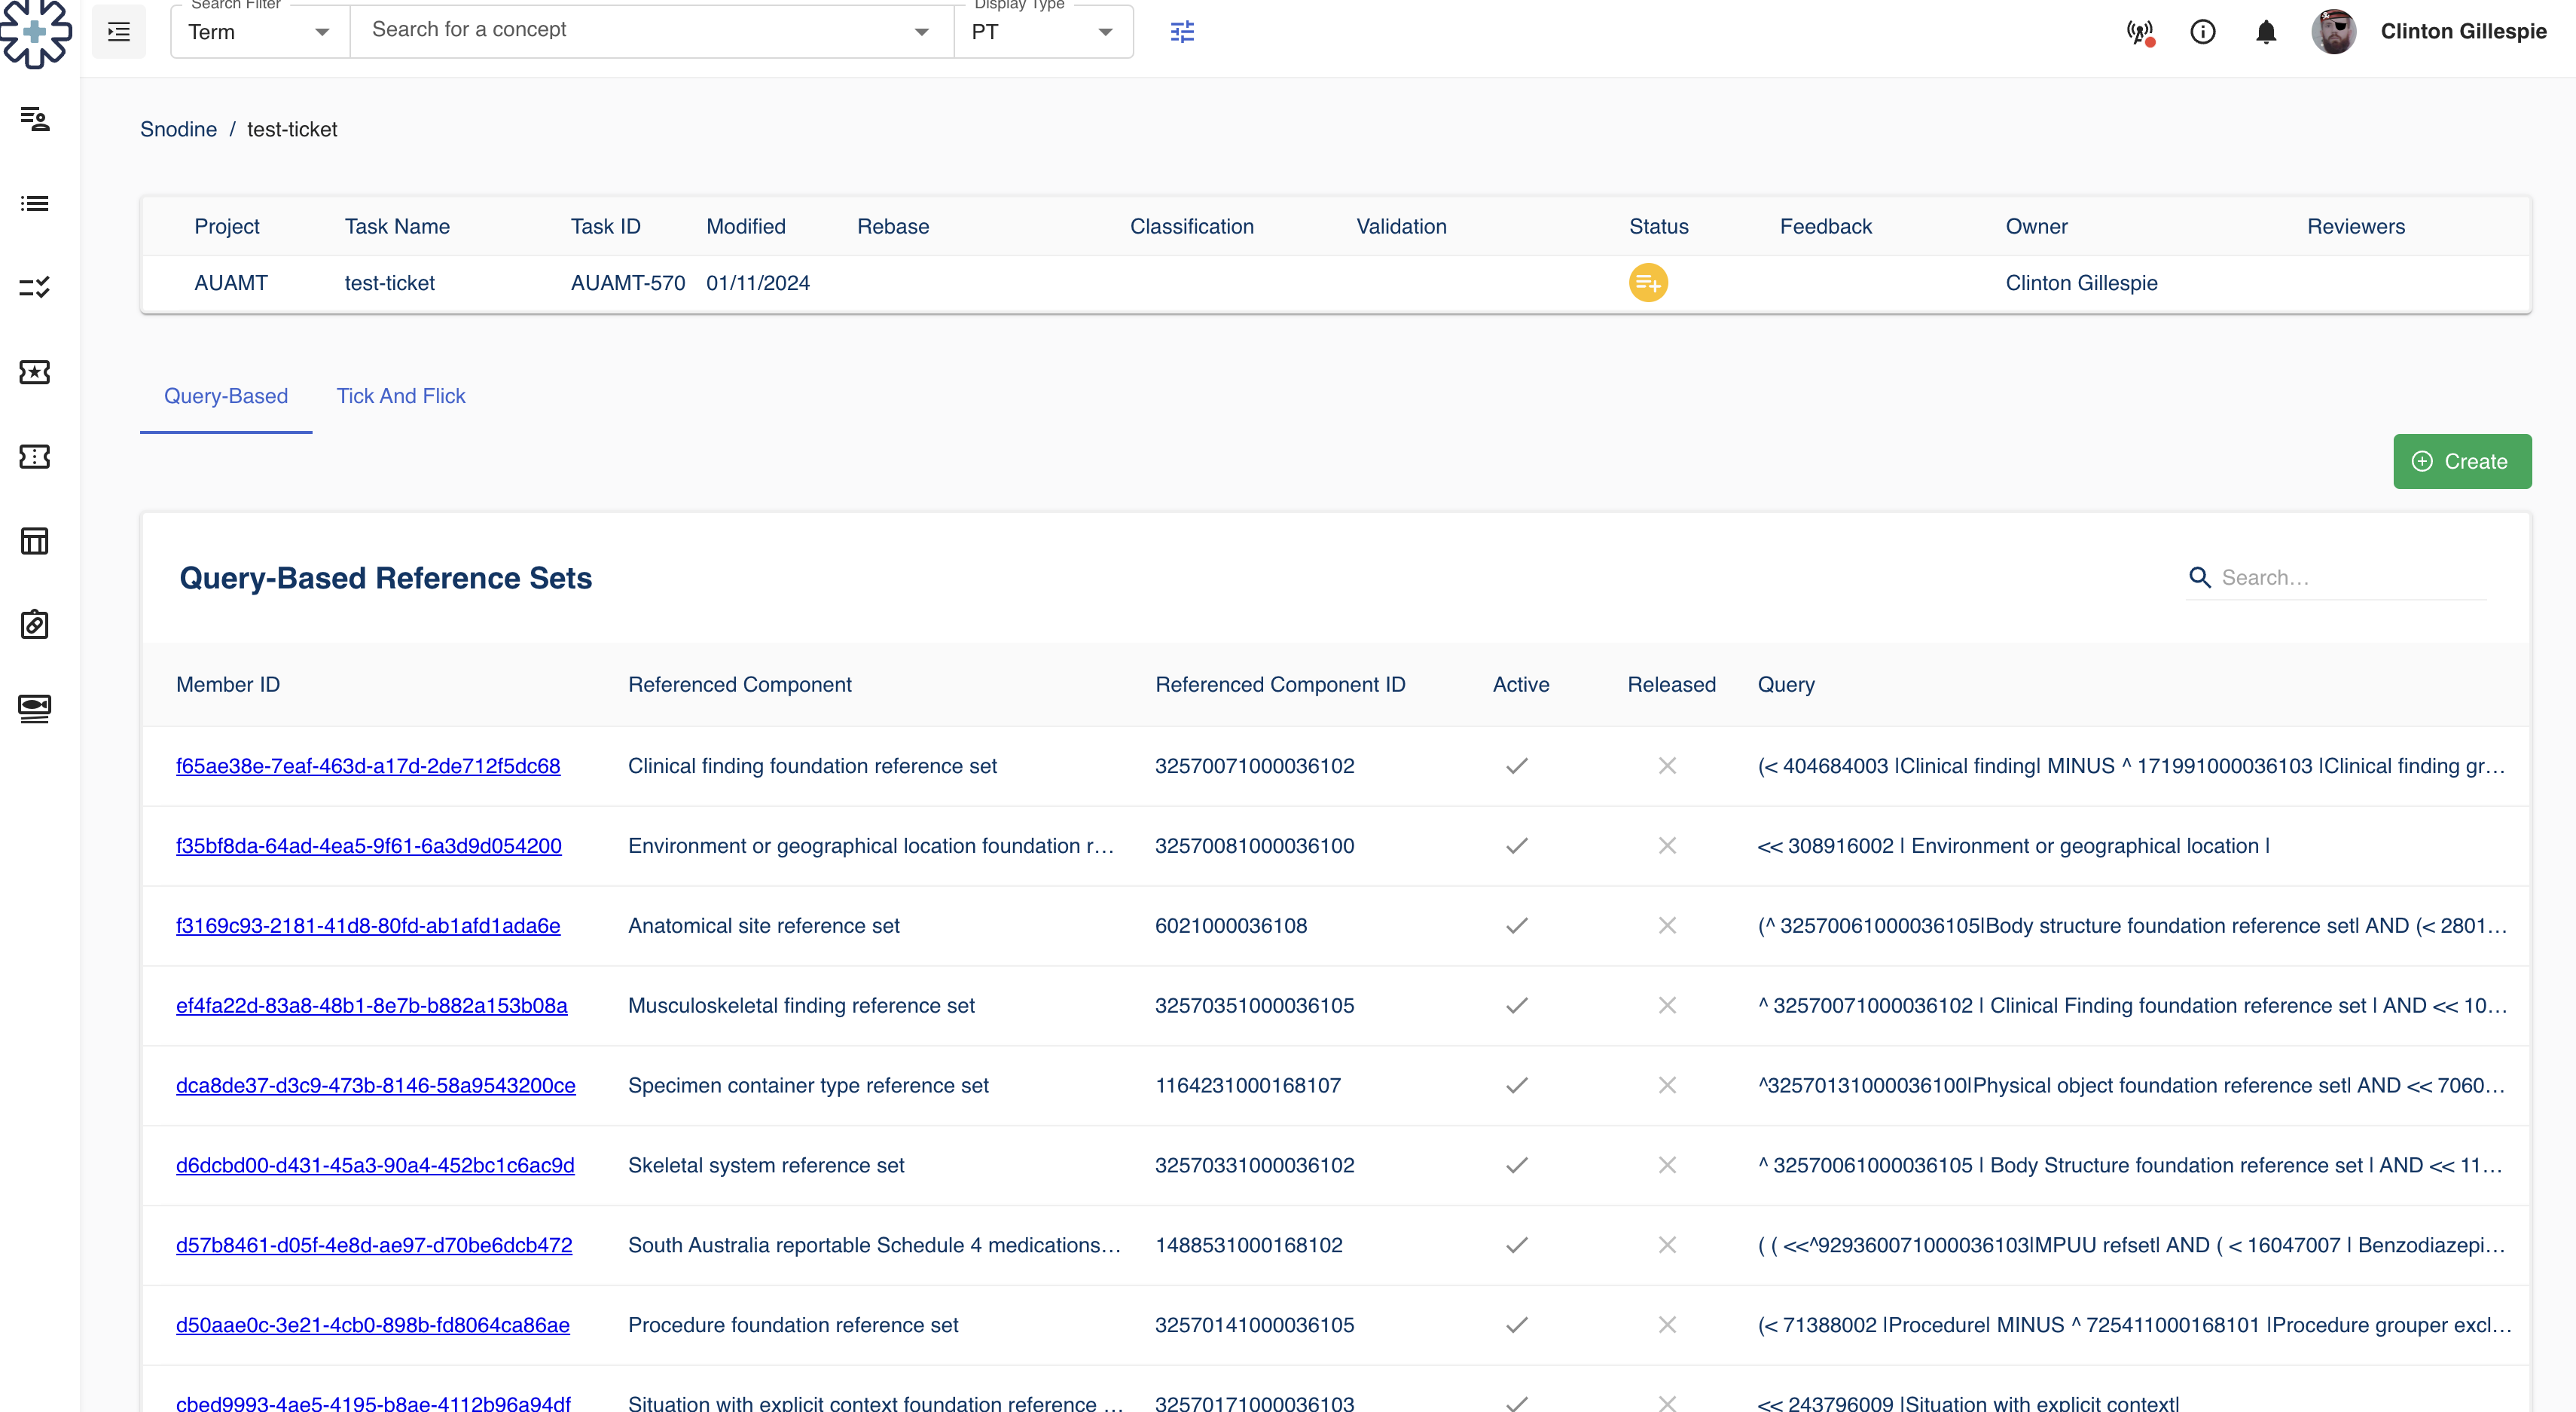 Search Filter
Term
Search for a concept
Display Type
PT
Clinton Gillespie
Snodine / test-ticket
Project Task Name Task ID Modified Rebase Classification Validation Status Feedback Owner Reviewers
AUAMT test-ticket AUAMT-570 01/11/2024 Clinton Gillespie
Query-Based Tick And Flick
Create
Query-Based Reference Sets
Search…
Member ID Referenced Component Referenced Component ID Active Released Query
f65ae38e-7eaf-463d-a17d-2de712f5dc68 Clinical finding foundation reference set 32570071000036102 (< 404684003 |Clinical finding| MINUS ^ 171991000036103 |Clinical finding gr…
f35bf8da-64ad-4ea5-9f61-6a3d9d054200 Environment or geographical location foundation r… 32570081000036100 << 308916002 | Environment or geographical location |
f3169c93-2181-41d8-80fd-ab1afd1ada6e Anatomical site reference set 6021000036108 (^ 32570061000036105|Body structure foundation reference set| AND (< 2801…
ef4fa22d-83a8-48b1-8e7b-b882a153b08a Musculoskeletal finding reference set 32570351000036105 ^ 32570071000036102 | Clinical Finding foundation reference set | AND << 10…
dca8de37-d3c9-473b-8146-58a9543200ce Specimen container type reference set 1164231000168107 ^32570131000036100|Physical object foundation reference set| AND << 7060…
d6dcbd00-d431-45a3-90a4-452bc1c6ac9d Skeletal system reference set 32570331000036102 ^ 32570061000036105 | Body Structure foundation reference set | AND << 11…
d57b8461-d05f-4e8d-ae97-d70be6dcb472 South Australia reportable Schedule 4 medications… 1488531000168102 ( ( <<^929360071000036103|MPUU refset| AND ( < 16047007 | Benzodiazepi…
d50aae0c-3e21-4cb0-898b-fd8064ca86ae Procedure foundation reference set 32570141000036105 (< 71388002 |Procedure| MINUS ^ 725411000168101 |Procedure grouper excl…
cbed9993-4ae5-4195-b8ae-4112b96a94df Situation with explicit context foundation reference … 32570171000036103 << 243796009 |Situation with explicit context|